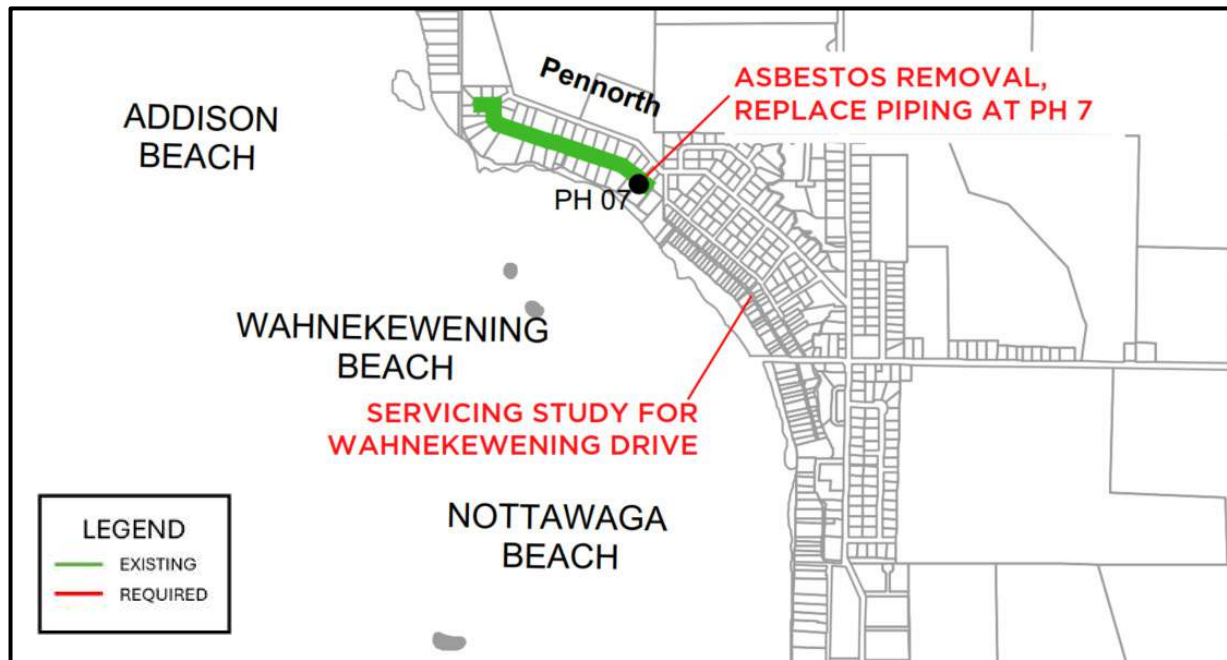 ADDISON
BEACH
Pennorth
ASBESTOS REMOVAL,
REPLACE PIPING AT PH 7
PH 07
WAHNEKEWENING
BEACH
SERVICING STUDY FOR
WAHNEKEWENING DRIVE
NOTTAWAGA
BEACH
LEGEND
EXISTING
REQUIRED